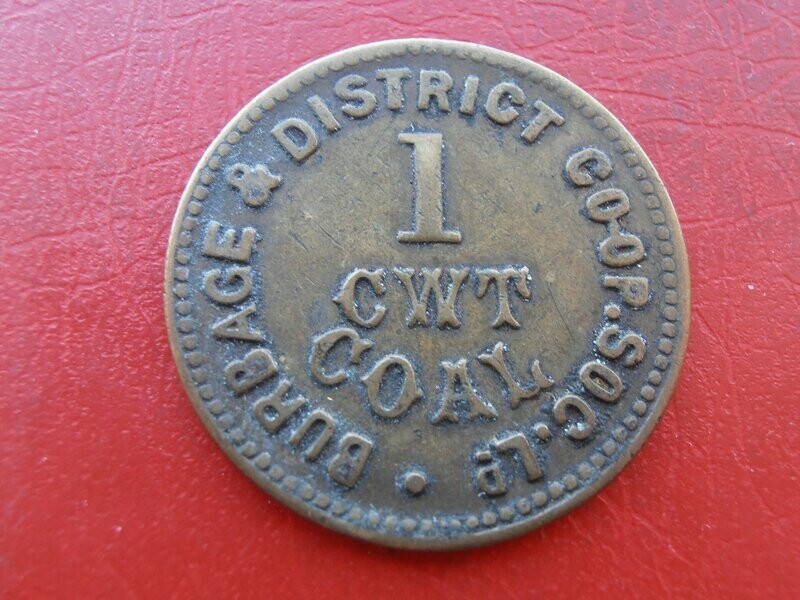 BURBAGE & DISTRICT CO-OP. SOC. LD.
1
CWT
COAL